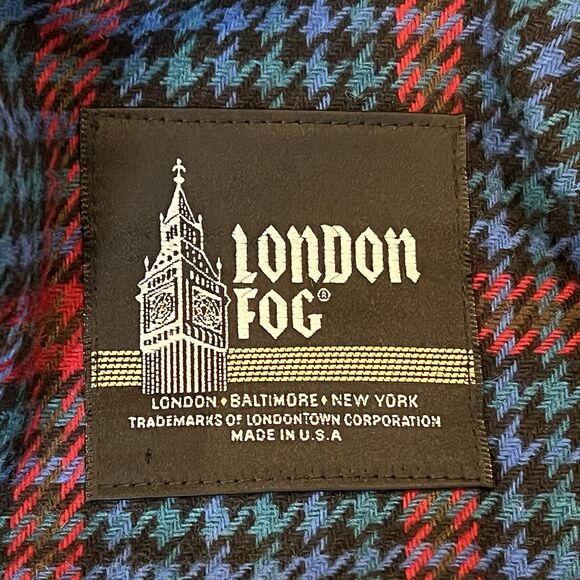 LONDON
FOG®
LONDON ♦ BALTIMORE ♦ NEW YORK
TRADEMARKS OF LONDONTOWN CORPORATION
MADE IN U.S.A